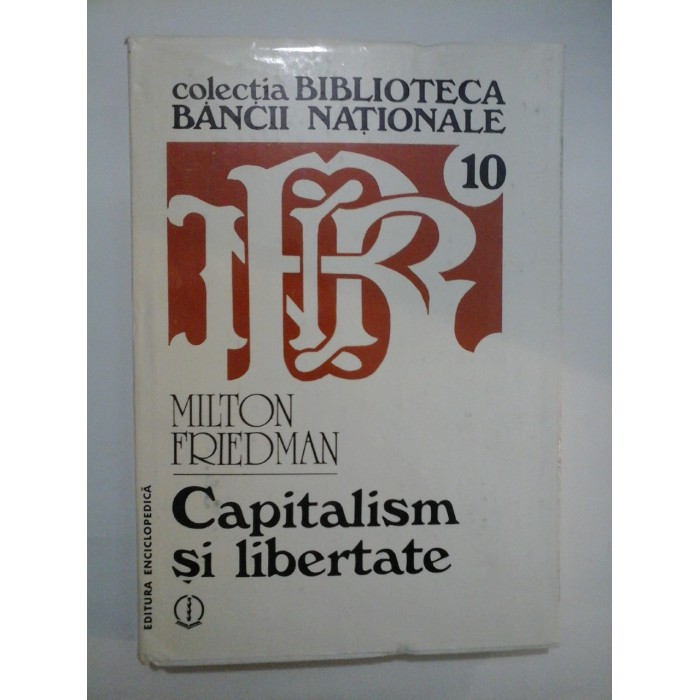 colecția BIBLIOTECA
BĂNCII NAȚIONALE
10
MILTON
FRIEDMAN
Capitalism
și libertate
EDITURA ENCICLOPEDICĂ